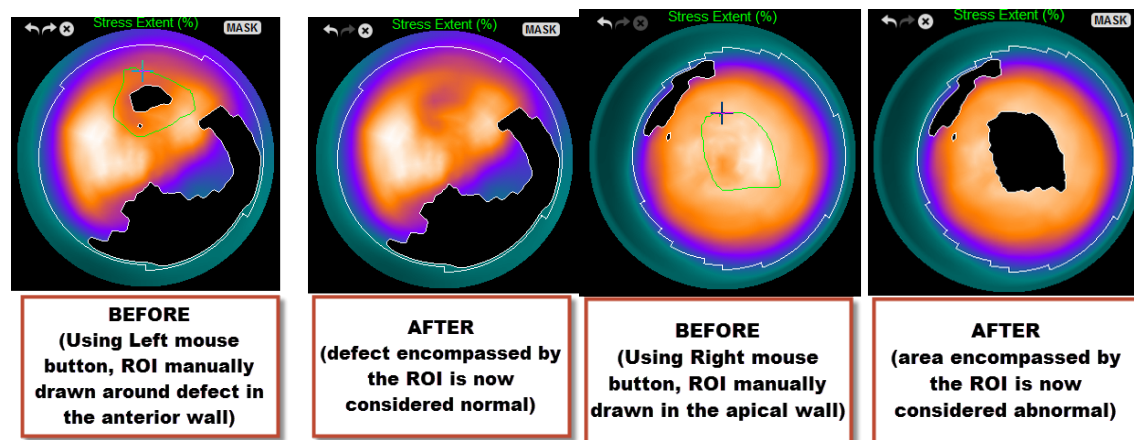 Stress Extent (%)
MASK
Stress Extent (%)
MASK
Stress Extent (%)
MASK
Stress Extent (%)
MASK
BEFORE
(Using Left mouse
button, ROI manually
drawn around defect in
the anterior wall)
AFTER
(defect encompassed by
the ROI is now
considered normal)
BEFORE
(Using Right mouse
button, ROI manually
drawn in the apical wall)
AFTER
(area encompassed by
the ROI is now
considered abnormal)